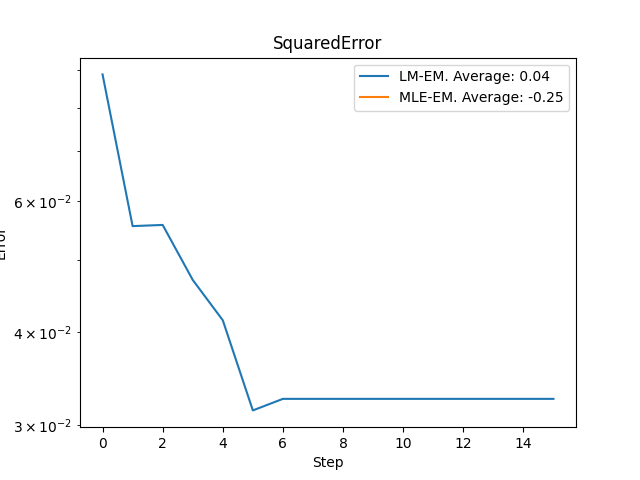 SquaredError
LM-EM. Average: 0.04
MLE-EM. Average: -0.25
6 × 10⁻²
4 × 10⁻²
3 × 10⁻²
Error
0 2 4 6 8 10 12 14
Step